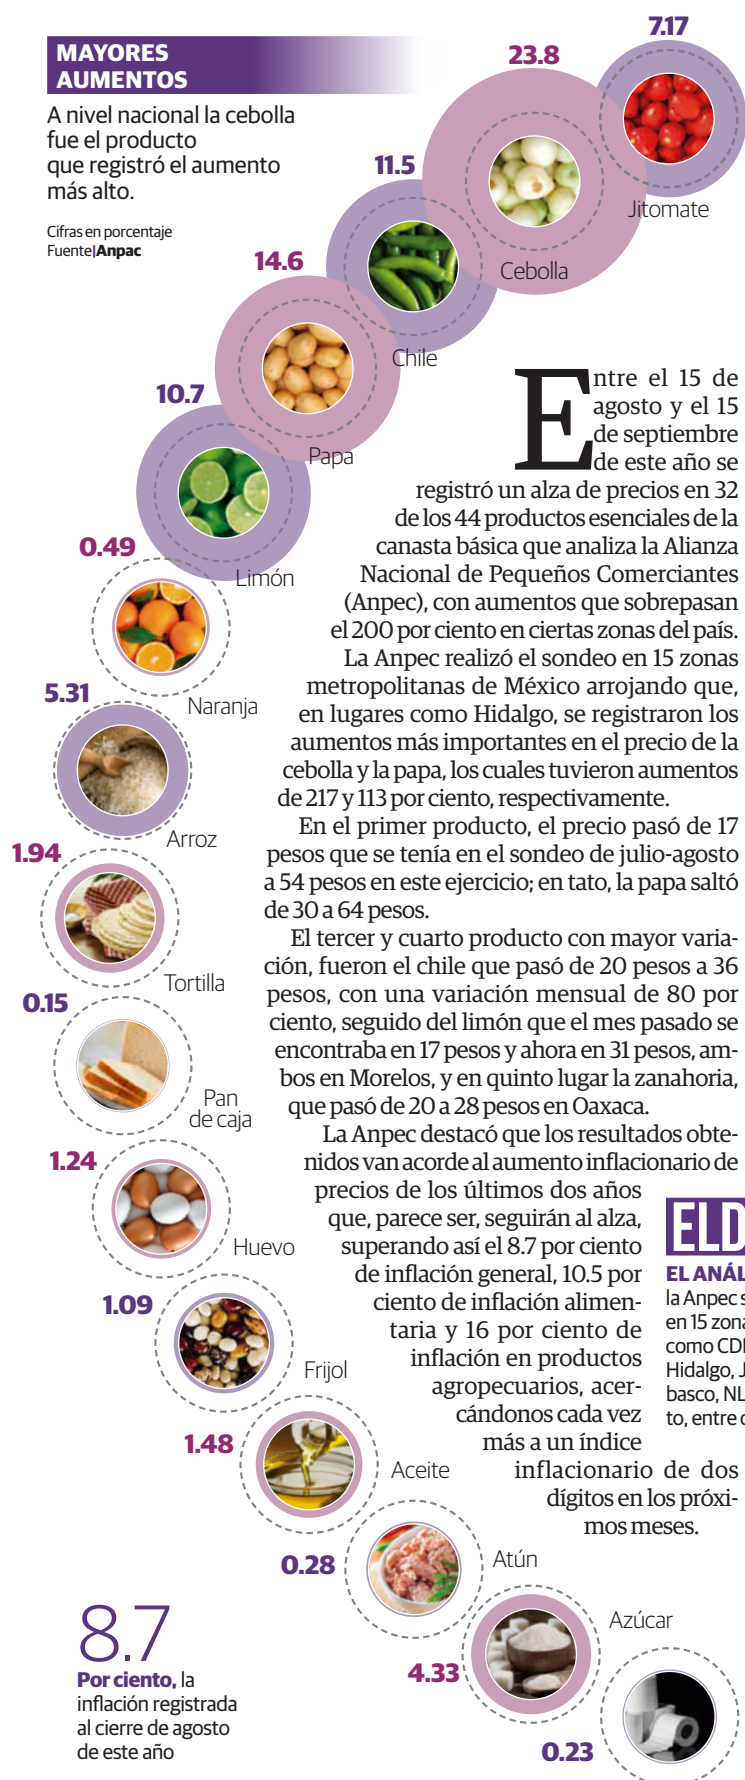 MAYORES
AUMENTOS
A nivel nacional la cebolla
fue el producto
que registró el aumento
más alto.
Cifras en porcentaje
Fuente|Anpac
7.17
Jitomate
23.8
Cebolla
11.5
Chile
14.6
Papa
10.7
Limón
0.49
Naranja
5.31
Arroz
1.94
Tortilla
0.15
Pan
de caja
1.24
Huevo
1.09
Frijol
1.48
Aceite
0.28
Atún
4.33
Azúcar
0.23
8.7
Por ciento, la
inflación registrada
al cierre de agosto
de este año
Entre el 15 de
agosto y el 15
de septiembre
de este año se
registró un alza de precios en 32
de los 44 productos esenciales de la
canasta básica que analiza la Alianza
Nacional de Pequeños Comerciantes
(Anpec), con aumentos que sobrepasan
el 200 por ciento en ciertas zonas del país.
La Anpec realizó el sondeo en 15 zonas
metropolitanas de México arrojando que,
en lugares como Hidalgo, se registraron los
aumentos más importantes en el precio de la
cebolla y la papa, los cuales tuvieron aumentos
de 217 y 113 por ciento, respectivamente.
En el primer producto, el precio pasó de 17
pesos que se tenía en el sondeo de julio-agosto
a 54 pesos en este ejercicio; en tato, la papa saltó
de 30 a 64 pesos.
El tercer y cuarto producto con mayor varia-
ción, fueron el chile que pasó de 20 pesos a 36
pesos, con una variación mensual de 80 por
ciento, seguido del limón que el mes pasado se
encontraba en 17 pesos y ahora en 31 pesos, am-
bos en Morelos, y en quinto lugar la zanahoria,
que pasó de 20 a 28 pesos en Oaxaca.
La Anpec destacó que los resultados obte-
nidos van acorde al aumento inflacionario de
precios de los últimos dos años
que, parece ser, seguirán al alza,
superando así el 8.7 por ciento
de inflación general, 10.5 por
ciento de inflación alimen-
taria y 16 por ciento de
inflación en productos
agropecuarios, acer-
cándonos cada vez
más a un índice
inflacionario de dos
dígitos en los próxi-
mos meses.
ELD
EL ANÁL
la Anpec s
en 15 zona
como CD
Hidalgo, J
basco, NL
to, entre